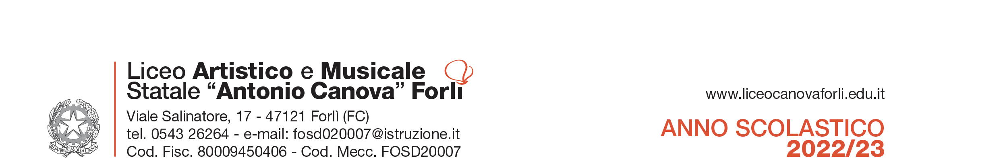 Liceo Artistico e Musicale
Statale “Antonio Canova” Forlì
Viale Salinatore, 17 - 47121 Forlì (FC)
tel. 0543 26264 - e-mail: fosd020007@istruzione.it
Cod. Fisc. 80009450406 - Cod. Mecc. FOSD20007
REPVBBLICA ITALIANA
www.liceocanovaforli.edu.it
ANNO SCOLASTICO
2022/23